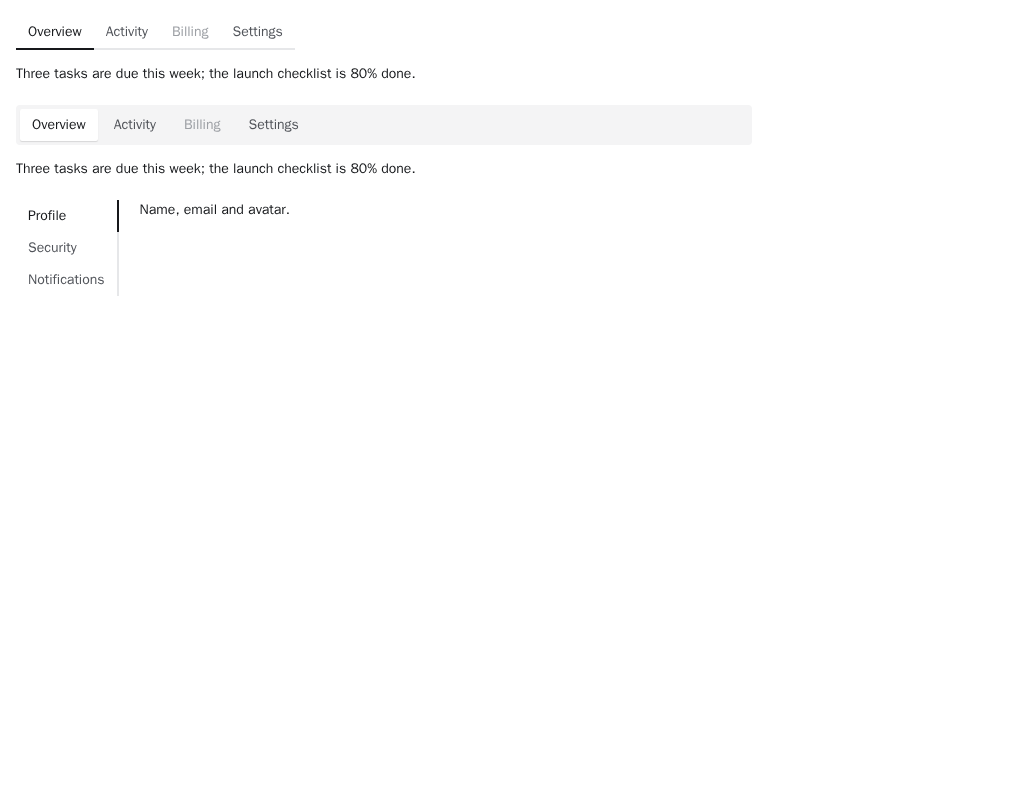 Overview Activity Billing Settings
Three tasks are due this week; the launch checklist is 80% done.
Overview Activity Billing Settings
Three tasks are due this week; the launch checklist is 80% done.
Profile
Name, email and avatar.
Security
Notifications